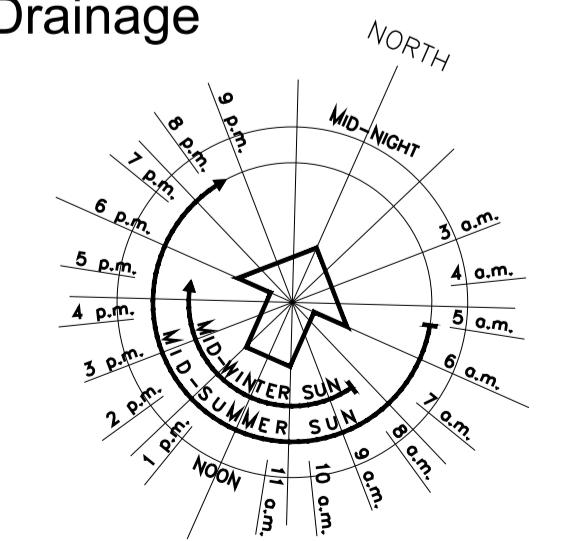 Drainage
NORTH
MID-NIGHT
3 a.m.
4 a.m.
5 a.m.
6 a.m.
7 a.m.
8 a.m.
9 a.m.
10 a.m.
11 a.m.
NOON
1 p.m.
2 p.m.
3 p.m.
4 p.m.
5 p.m.
6 p.m.
7 p.m.
8 p.m.
9 p.m.
MID-WINTER SUN
MID-SUMMER SUN